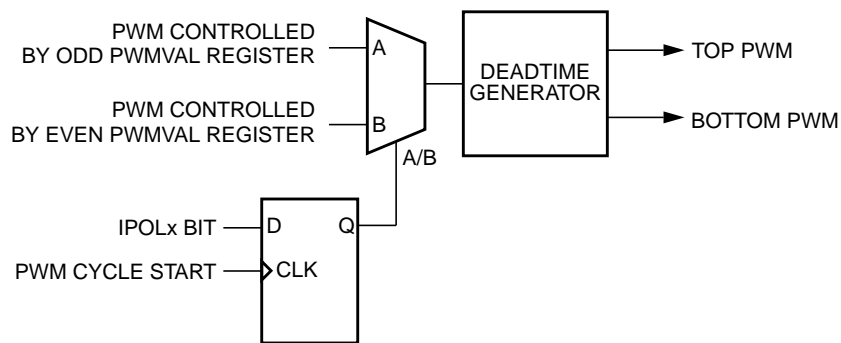 PWM CONTROLLED
BY ODD PWMVAL REGISTER
A
DEADTIME
GENERATOR
TOP PWM
PWM CONTROLLED
BY EVEN PWMVAL REGISTER
B
BOTTOM PWM
A/B
IPOLx BIT
D
Q
PWM CYCLE START
CLK